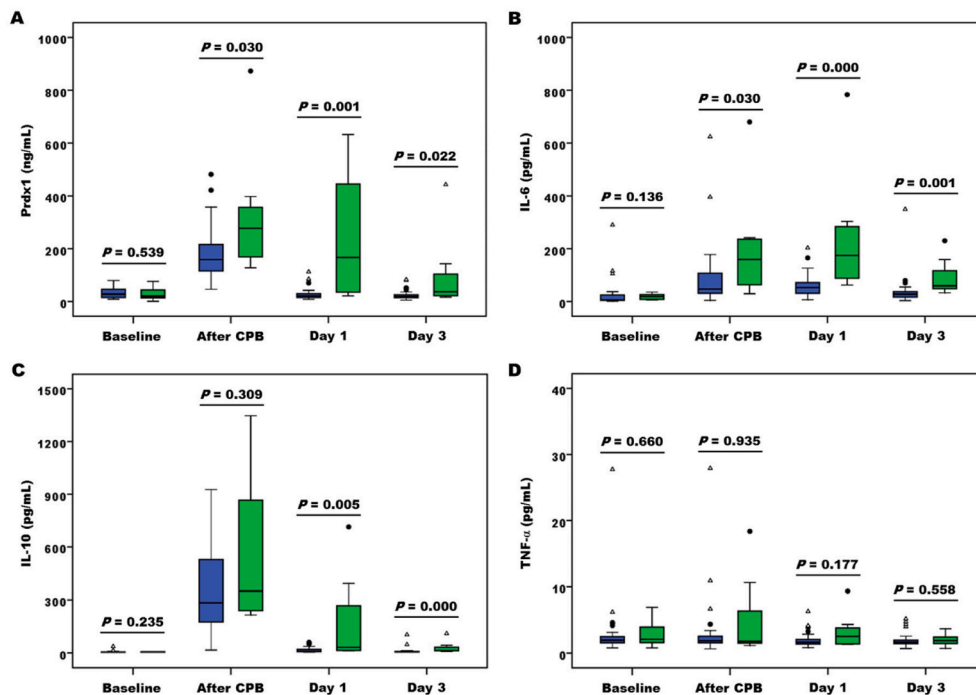 A
1000
800
600
400
200
0
Prdx1 (ng/mL)
P = 0.539
P = 0.030
P = 0.001
P = 0.022
Baseline After CPB Day 1 Day 3
B
1000
800
600
400
200
0
IL-6 (pg/mL)
P = 0.136
P = 0.030
P = 0.000
P = 0.001
Baseline After CPB Day 1 Day 3
C
1500
1200
900
600
300
0
IL-10 (pg/mL)
P = 0.235
P = 0.309
P = 0.005
P = 0.000
Baseline After CPB Day 1 Day 3
D
40
30
20
10
0
TNF-α (pg/mL)
P = 0.660
P = 0.935
P = 0.177
P = 0.558
Baseline After CPB Day 1 Day 3